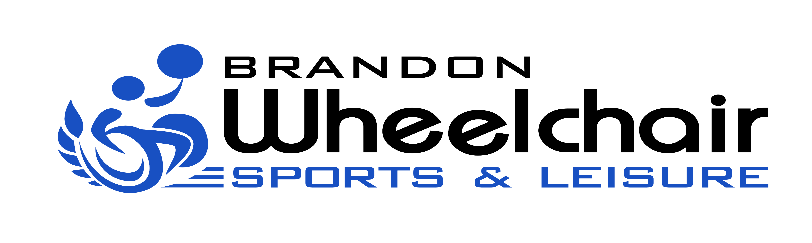 BRANDON
Wheelchair
SPORTS & LEISURE